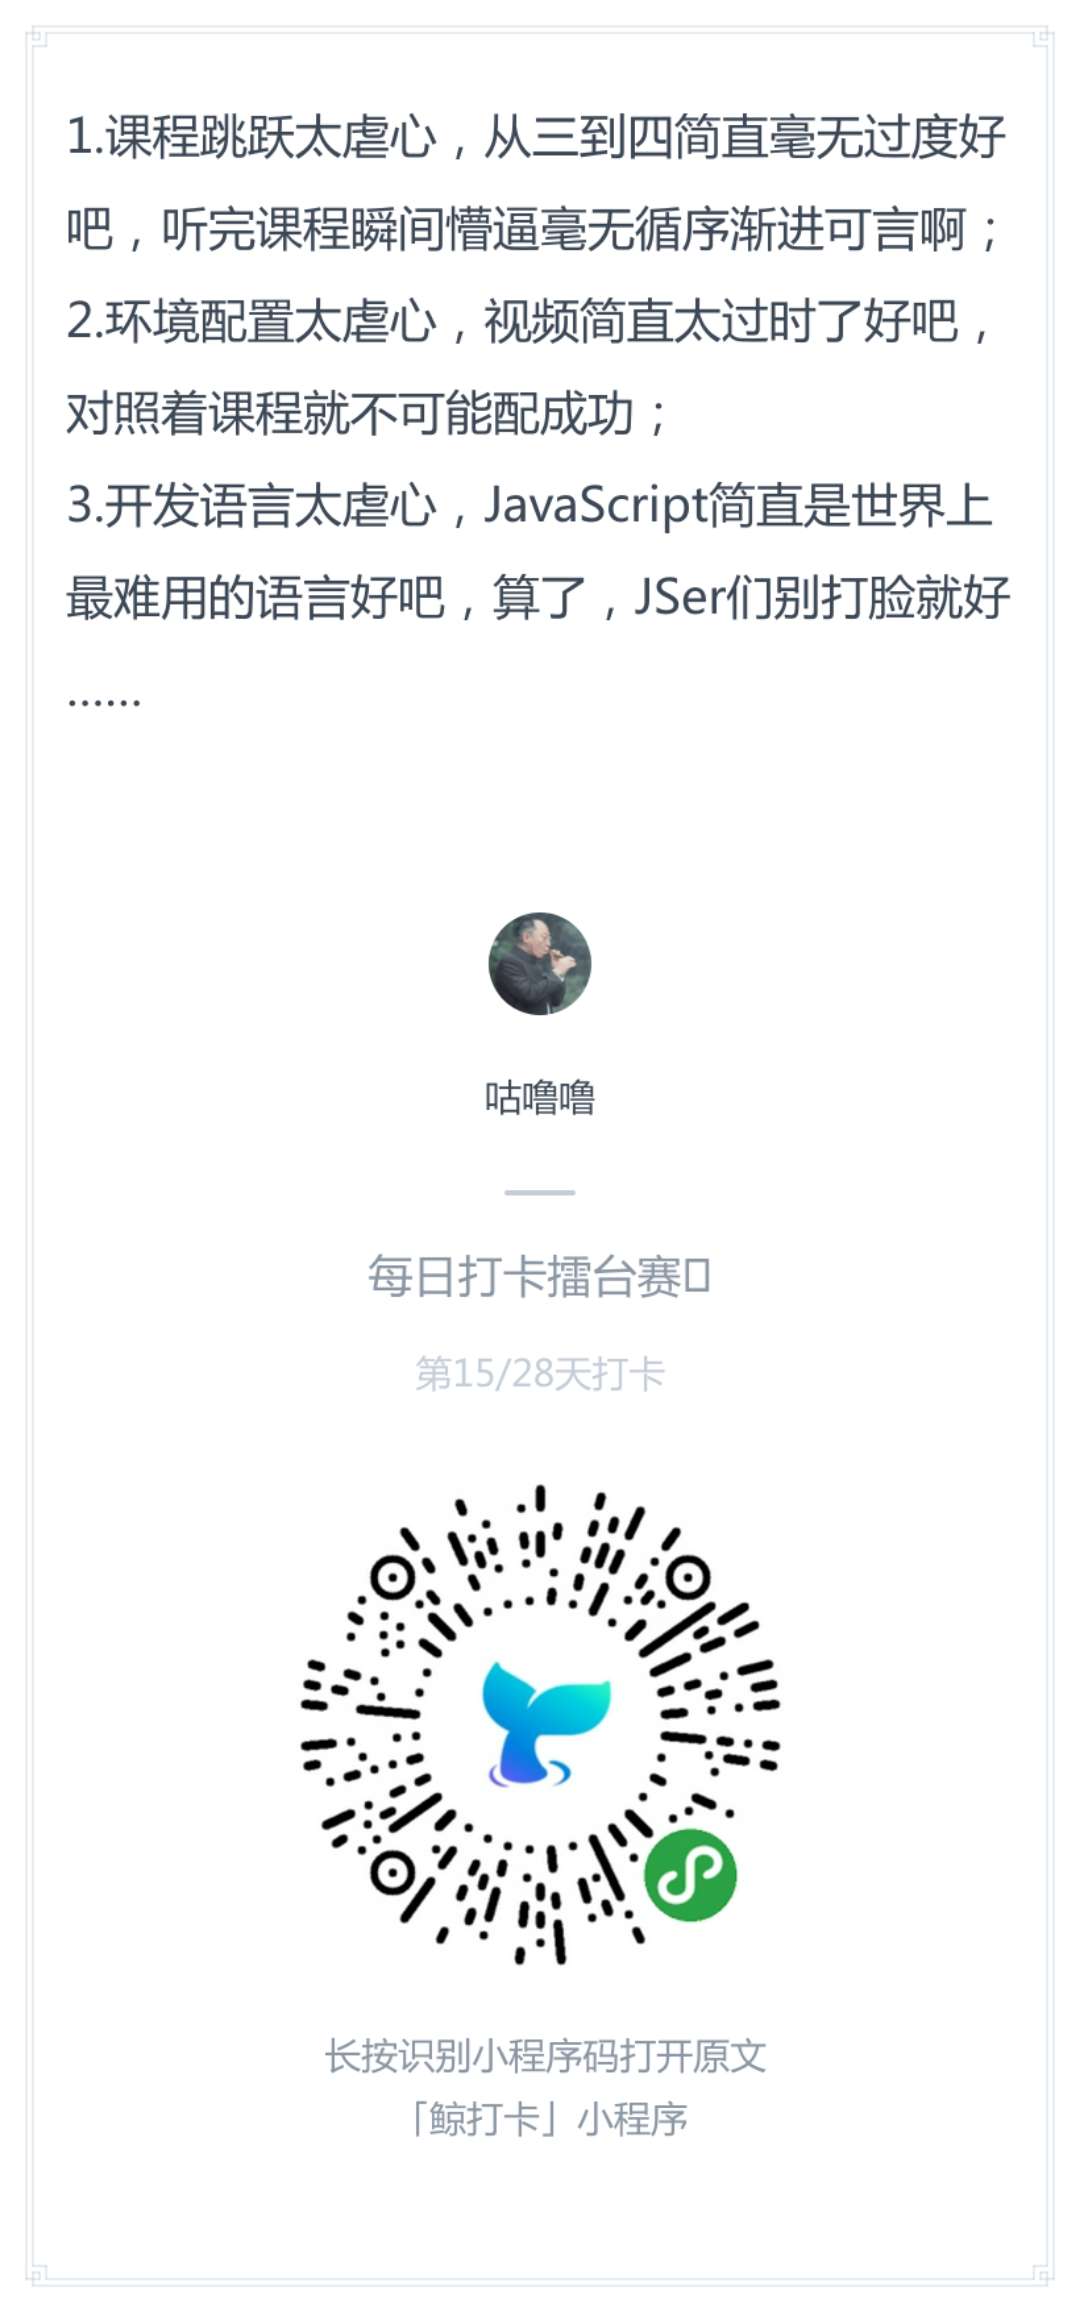 1.课程跳跃太虐心，从三到四简直毫无过度好
吧，听完课程瞬间懵逼毫无循序渐进可言啊；
2.环境配置太虐心，视频简直太过时了好吧，
对照着课程就不可能配成功；
3.开发语言太虐心，JavaScript简直是世界上
最难用的语言好吧，算了，JSer们别打脸就好
……
咕噜噜
每日打卡擂台赛
第15/28天打卡
长按识别小程序码打开原文
「鲸打卡」小程序